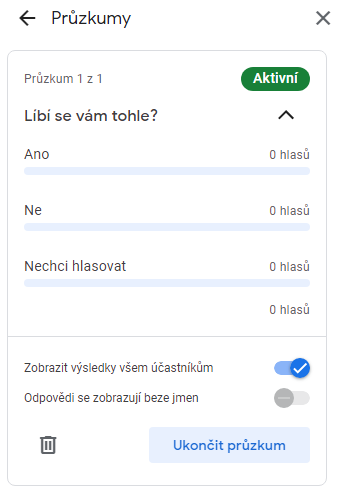 Průzkumy
Průzkum 1 z 1
Aktivní
Líbí se vám tohle?
Ano 0 hlasů
Ne 0 hlasů
Nechci hlasovat 0 hlasů
0 hlasů
Zobrazit výsledky všem účastníkům
Odpovědi se zobrazují beze jmen
Ukončit průzkum